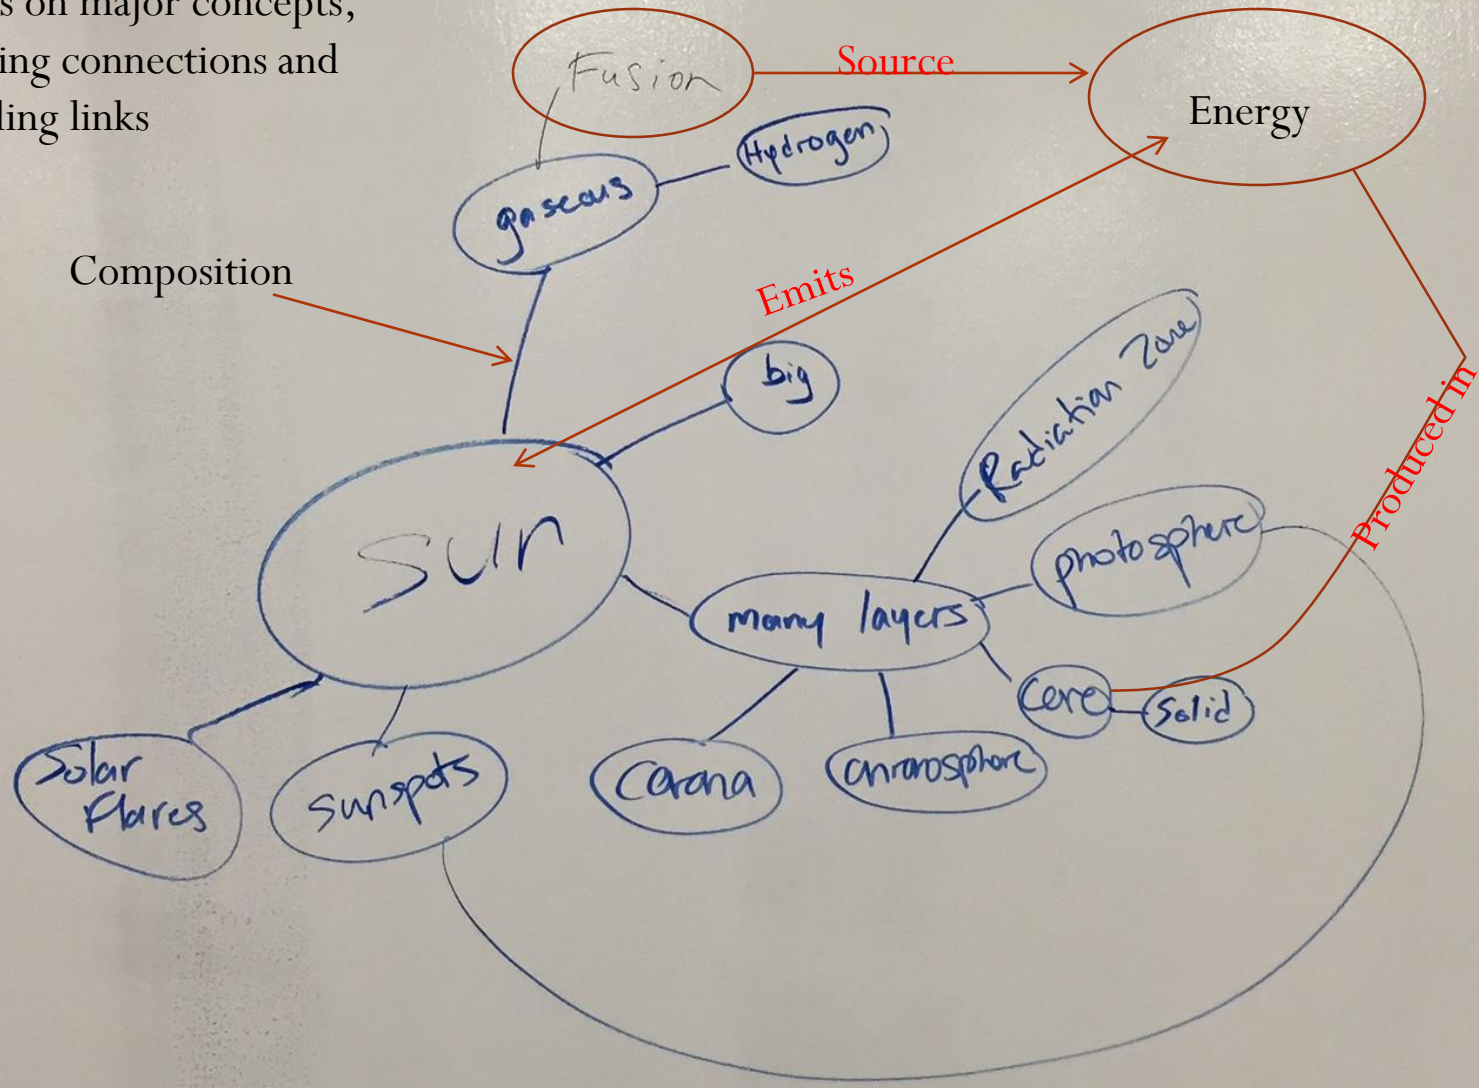 s on major concepts,
ing connections and
ling links
Fusion
Source
Energy
Hydrogen
gaseous
Composition
Emits
big
Radiation Zone
Sun
photosphere
Produced in
many layers
Core
Solid
Solar
Flares
sunspots
Corona